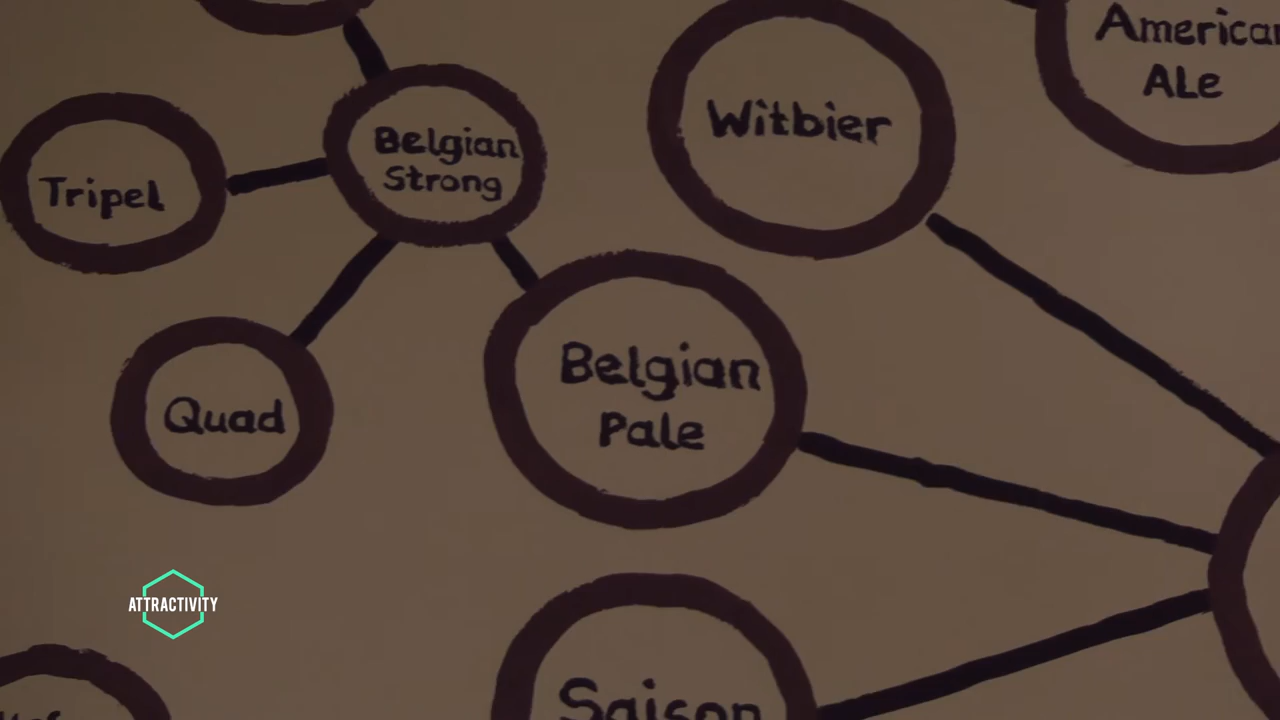 American
ALe
Witbier
Belgian
Strong
Tripel
Belgian
Pale
Quad
ATTRACTIVITY
Saison